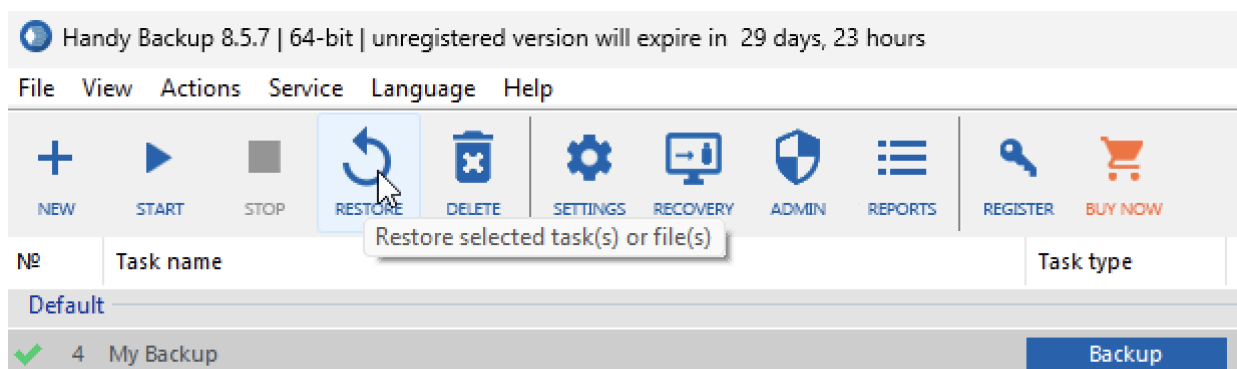 Handy Backup 8.5.7 | 64-bit | unregistered version will expire in 29 days, 23 hours
File View Actions Service Language Help
NEW START STOP RESTORE DELETE SETTINGS RECOVERY ADMIN REPORTS REGISTER BUY NOW
Restore selected task(s) or file(s)
№ Task name Task type
Default
4 My Backup Backup